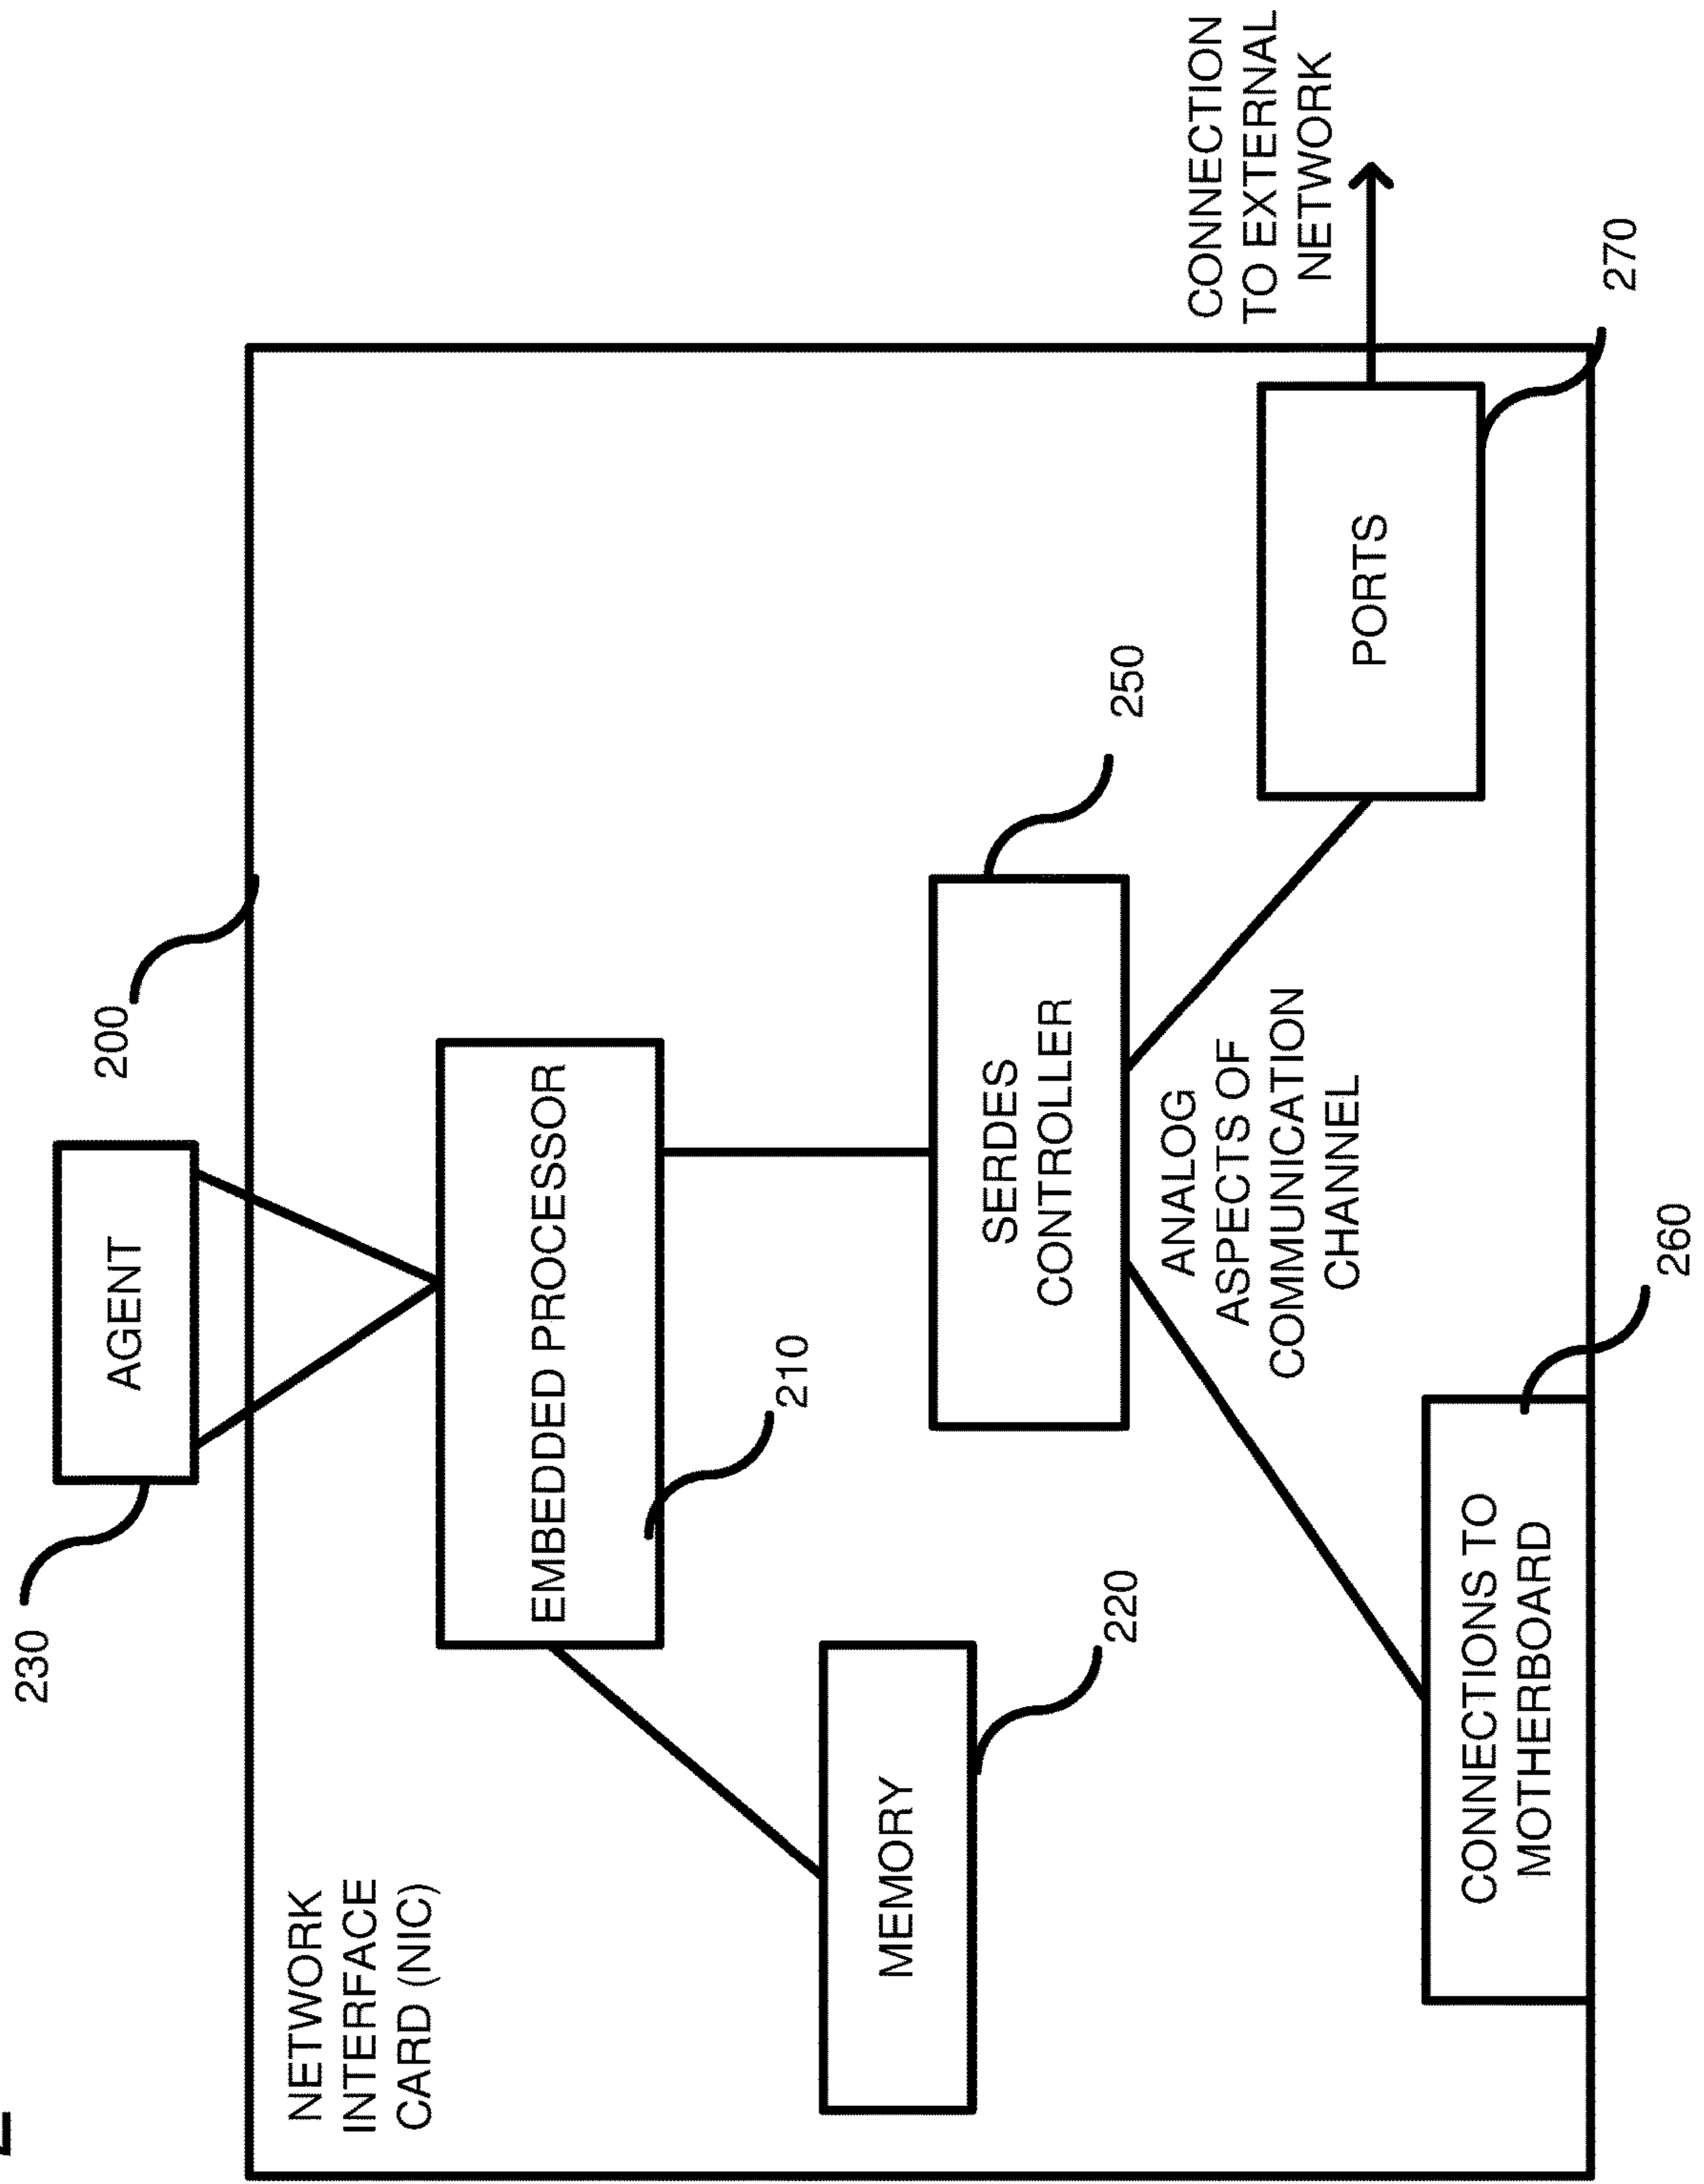 230
AGENT
200
NETWORK
INTERFACE
CARD (NIC)
EMBEDDED PROCESSOR
210
MEMORY
220
SERDES
CONTROLLER
250
ANALOG
ASPECTS OF
COMMUNICATION
CHANNEL
CONNECTION
TO EXTERNAL
NETWORK
PORTS
270
CONNECTIONS TO
MOTHERBOARD
260